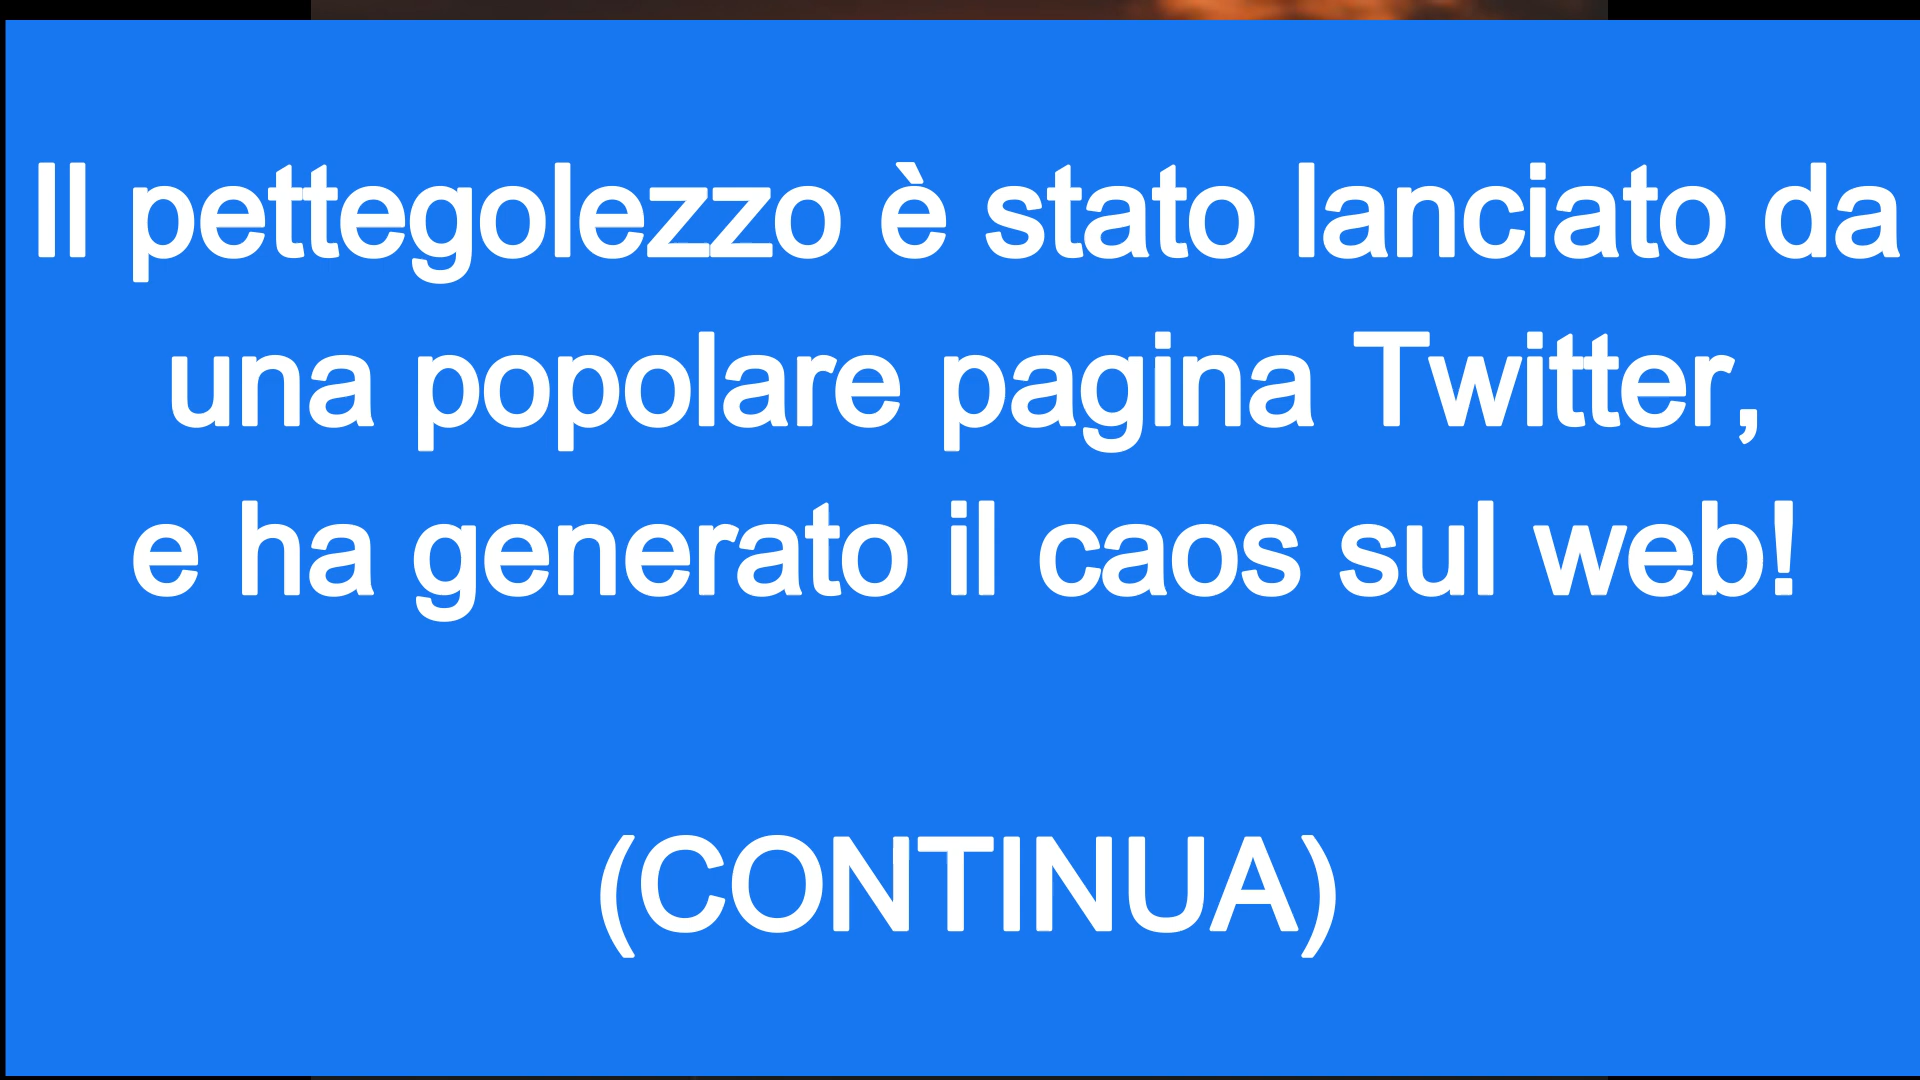 Il pettegolezzo è stato lanciato da
una popolare pagina Twitter,
e ha generato il caos sul web!
(CONTINUA)